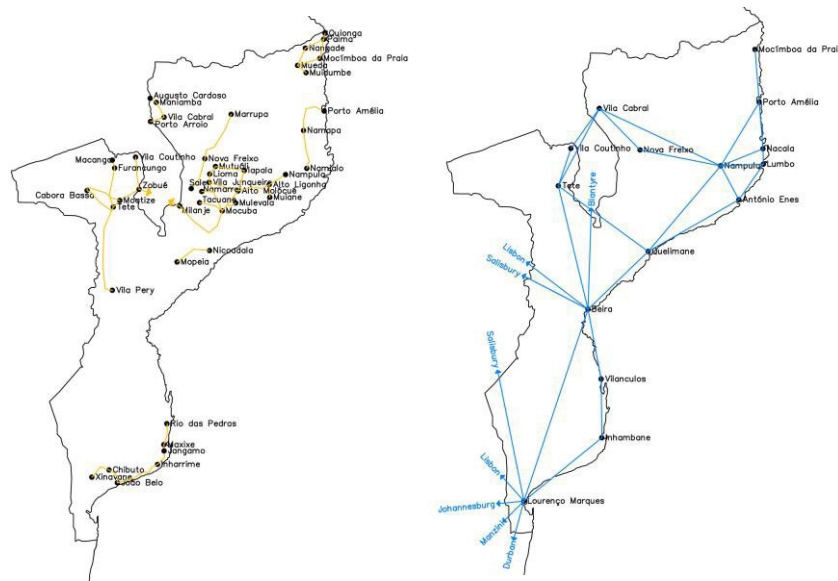 Quionga
Palma
Nangade
Mocímboa da Praia
Mueda
Muidumbe
Augusto Cardoso
Maniamba
Vila Cabral
Porto Arroio
Marrupa
Porto Amélia
Namapa
Macanga
Vila Coutinho
Furancungo
Nova Freixo
Mutuáli
Lioma
Iapala
Nampula
Namialo
Zobuê
Cabora Bassa
Vila Junqueiro
Alto Ligonha
Namarroi
Alto Molócuè
Muiane
Moatize
Tete
Tacuane
Mulevala
Milanje
Mocuba
Nicoadala
Mopeia
Vila Pery
Rio das Pedras
Maxixe
Jangamo
Inharrime
Chibuto
Xinavane
João Belo
Mocímboa da Praia
Porto Amélia
Vila Cabral
Vila Coutinho
Nova Freixo
Nacala
Nampula
Lumbo
Tete
Blantyre
António Enes
Quelimane
Lisbon
Salisbury
Beira
Salisbury
Vilanculos
Inhambane
Lisbon
Lourenço Marques
Johannesburg
Manzini
Durban